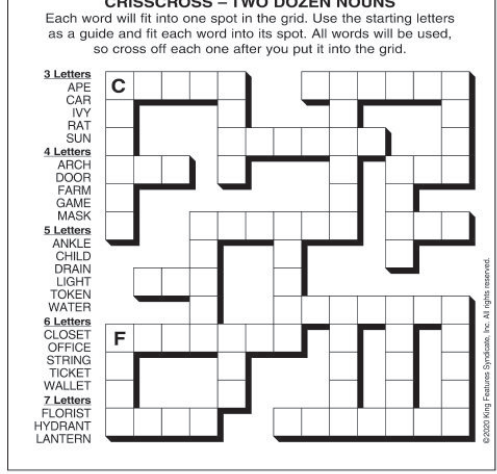 CRISSCROSS – TWO DOZEN NOUNS
Each word will fit into one spot in the grid. Use the starting letters
as a guide and fit each word into its spot. All words will be used,
so cross off each one after you put it into the grid.
3 Letters
APE
CAR
IVY
RAT
SUN
4 Letters
ARCH
DOOR
FARM
GAME
MASK
5 Letters
ANKLE
CHILD
DRAIN
LIGHT
TOKEN
WATER
6 Letters
CLOSET
OFFICE
STRING
TICKET
WALLET
7 Letters
FLORIST
HYDRANT
LANTERN
C
F
©2020 King Features Syndicate, Inc. All rights reserved.